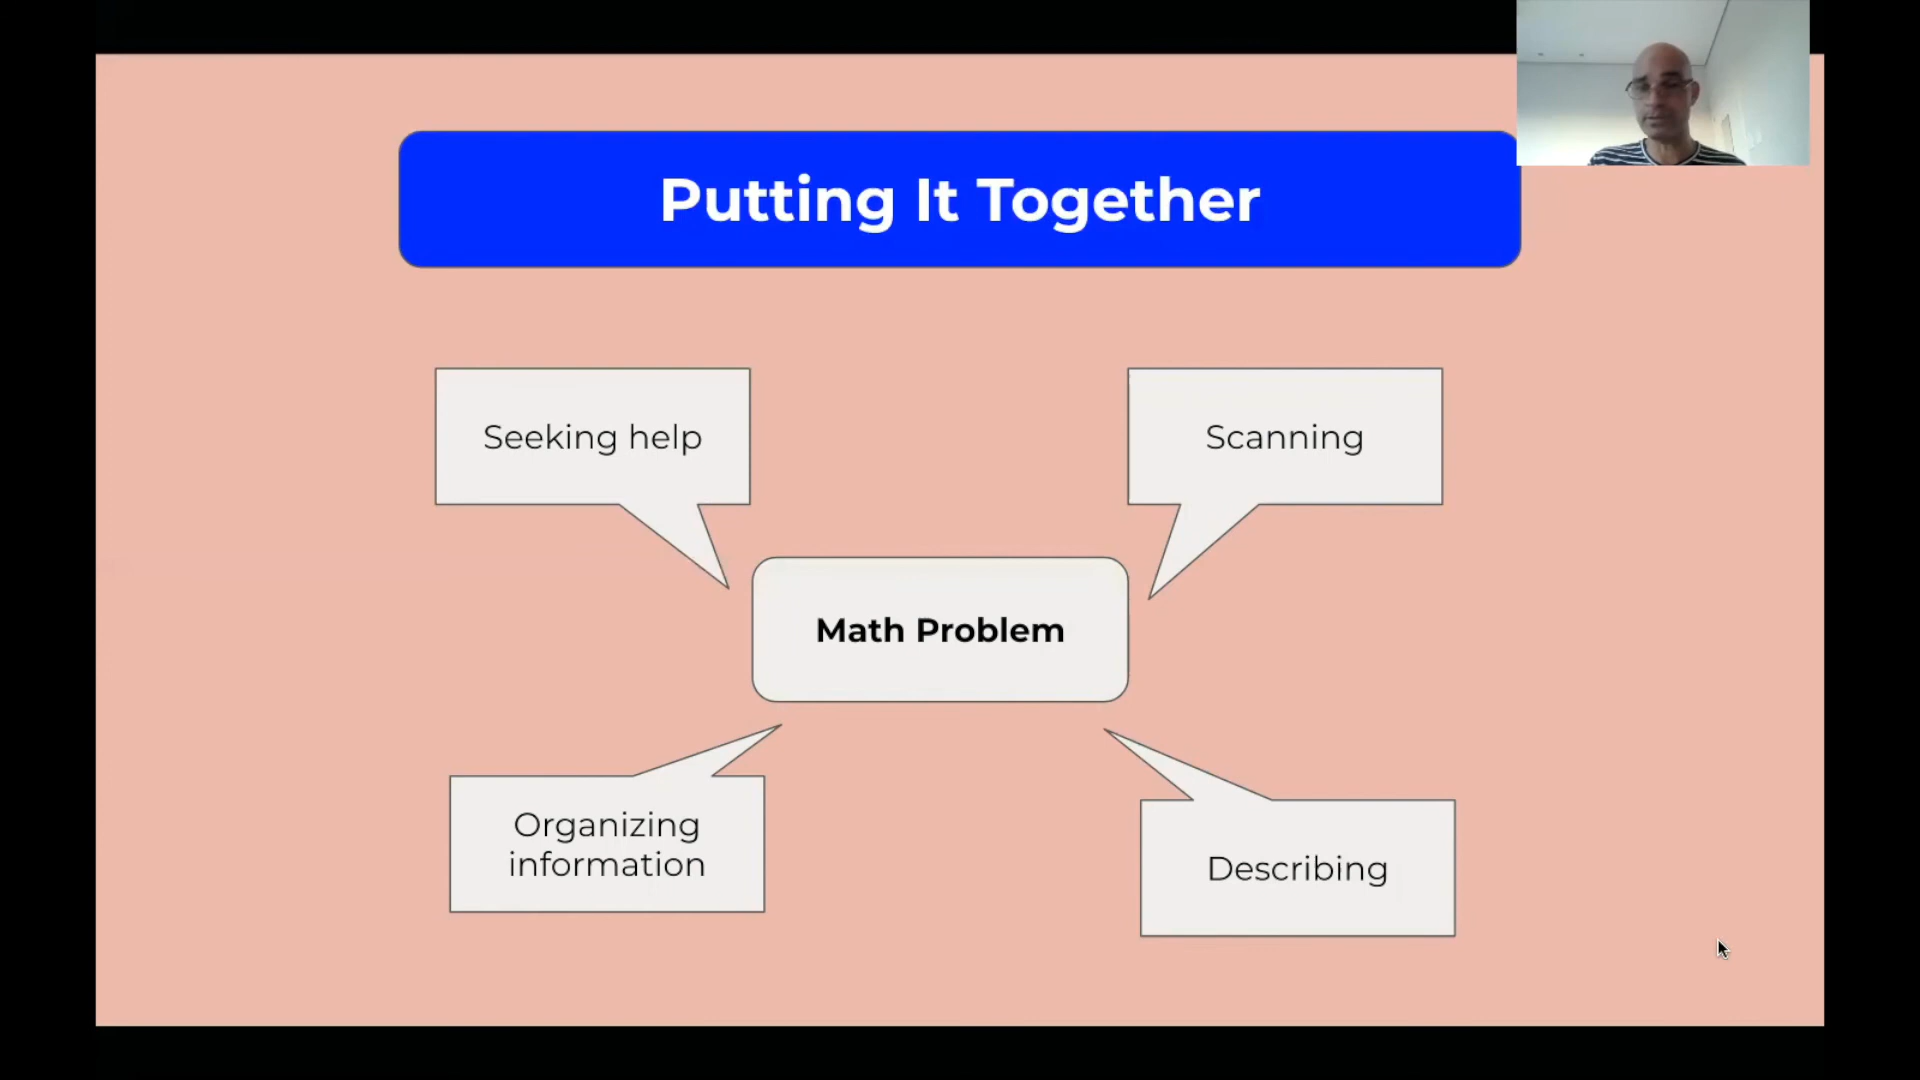 Putting It Together
Seeking help
Scanning
Math Problem
Organizing
information
Describing